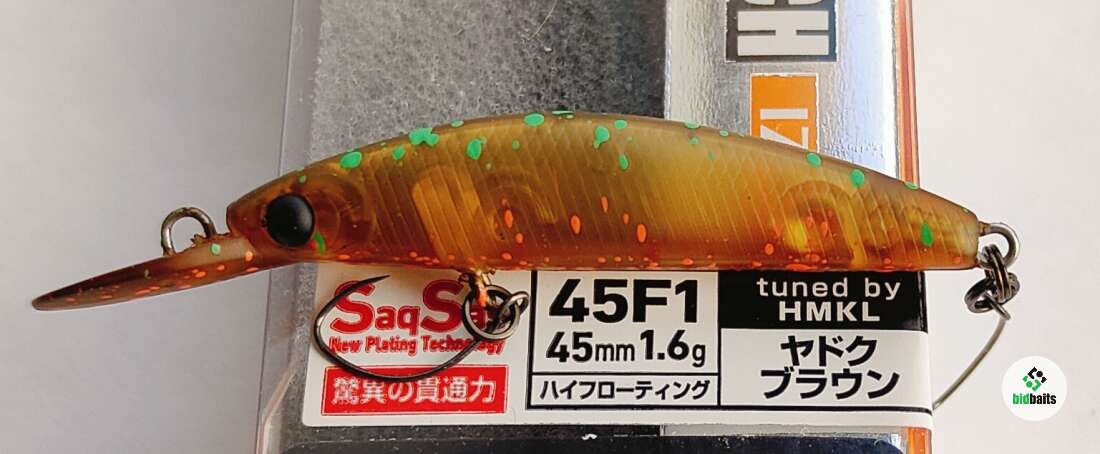 SaqSas
New Plating Technology
驚異の貫通力
45F1
45mm 1.6g
ハイフローティング
tuned by
HMKL
ヤドク
ブラウン
bidbaits